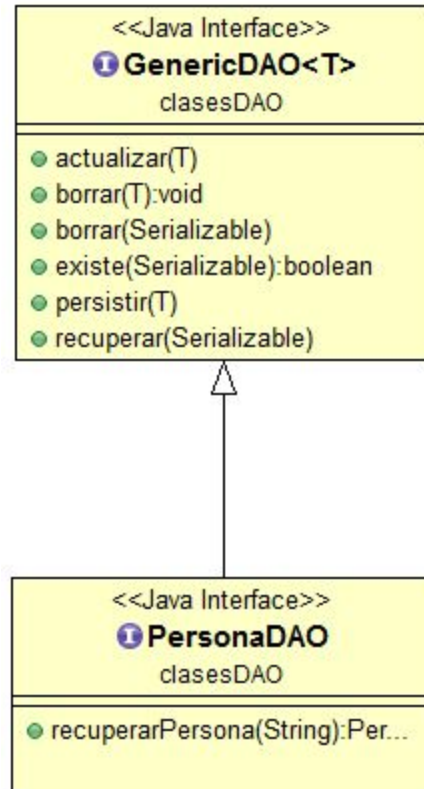 <<Java Interface>>
I GenericDAO<T>
clasesDAO
actualizar(T)
borrar(T):void
borrar(Serializable)
existe(Serializable):boolean
persistir(T)
recuperar(Serializable)
<<Java Interface>>
I PersonaDAO
clasesDAO
recuperarPersona(String):Per...